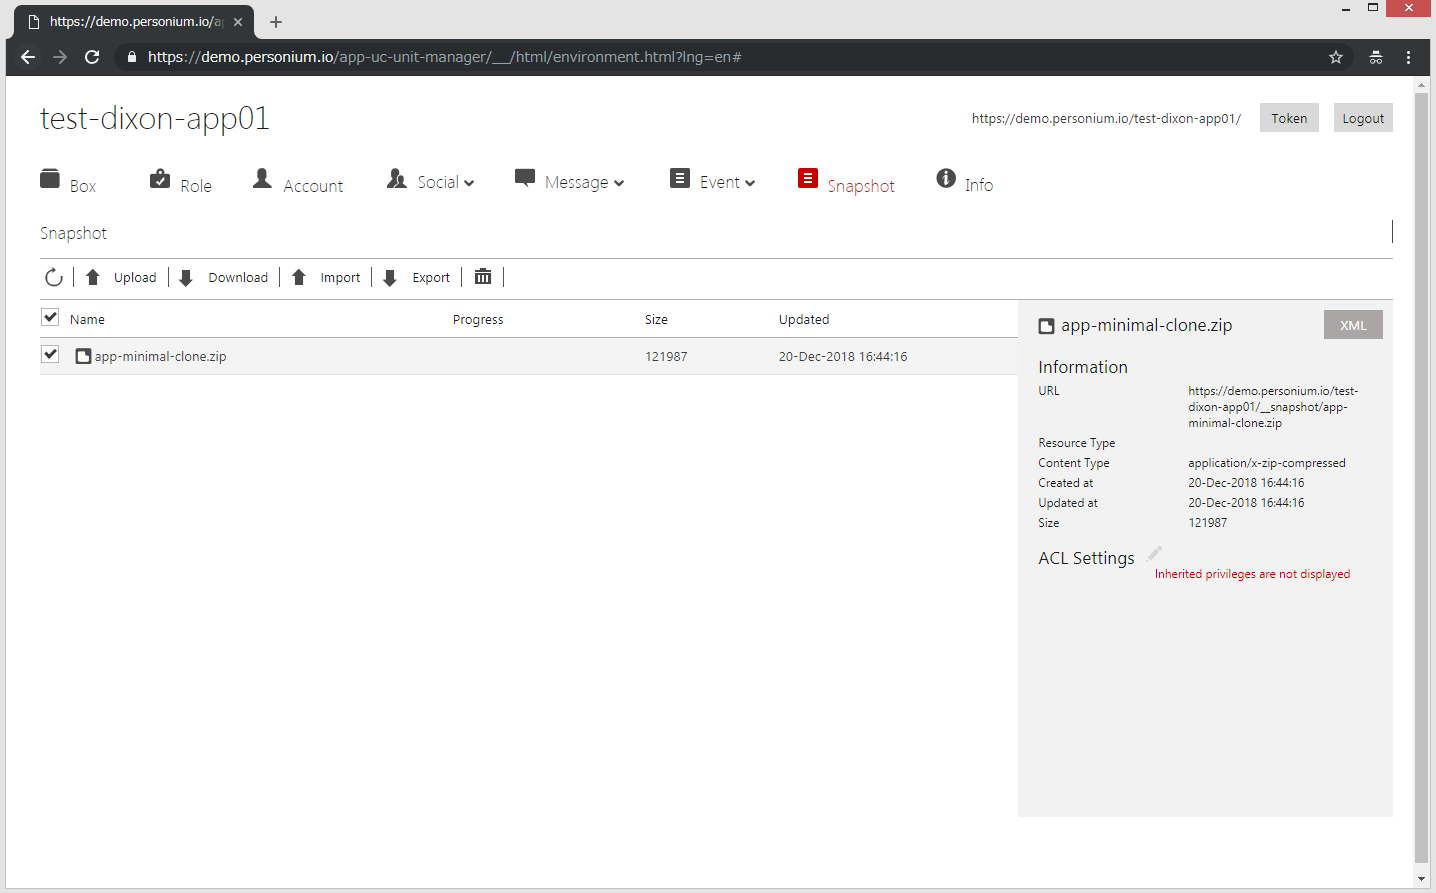 https://demo.personium.io/ap
https://demo.personium.io/app-uc-unit-manager/__/html/environment.html?lng=en#
test-dixon-app01
https://demo.personium.io/test-dixon-app01/
Token
Logout
Box
Role
Account
Social
Message
Event
Snapshot
Info
Snapshot
Upload
Download
Import
Export
Name
Progress
Size
Updated
app-minimal-clone.zip
121987
20-Dec-2018 16:44:16
app-minimal-clone.zip
XML
Information
URL
https://demo.personium.io/test-
dixon-app01/__snapshot/app-
minimal-clone.zip
Resource Type
Content Type
application/x-zip-compressed
Created at
20-Dec-2018 16:44:16
Updated at
20-Dec-2018 16:44:16
Size
121987
ACL Settings
Inherited privileges are not displayed